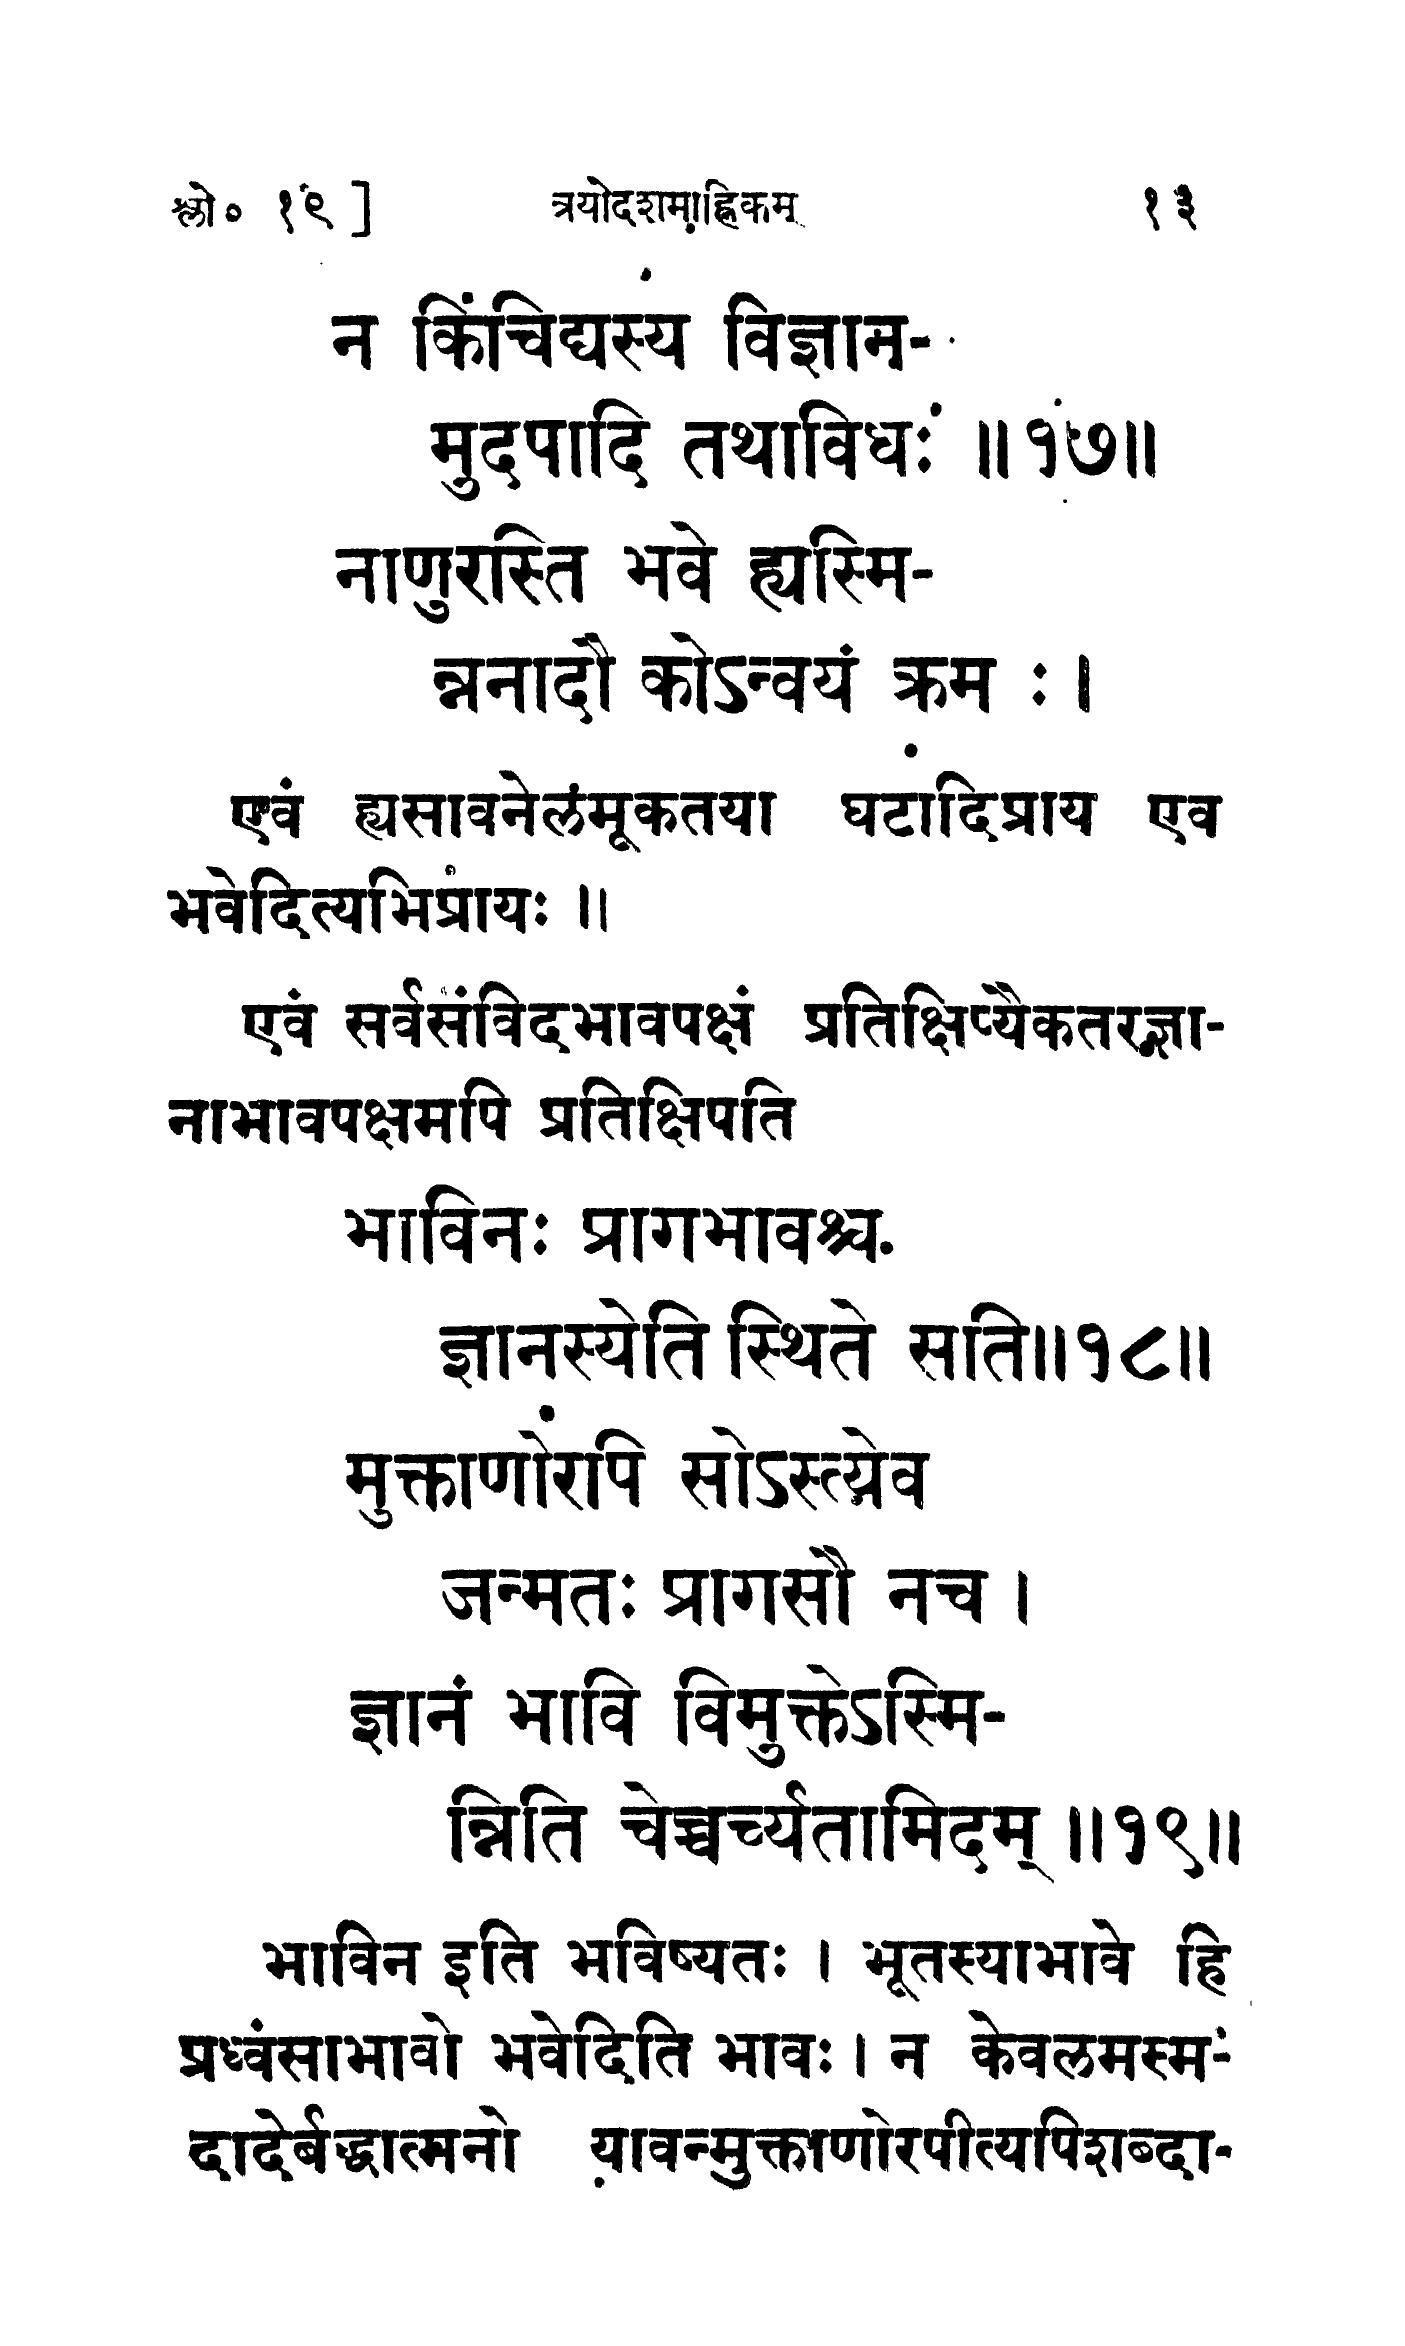 श्लो० १९]	त्रयोदशमाह्निकम्	१३
न किंचिद्यस्य विज्ञाम-
मुदपादि तथाविधः ॥१७॥
नाणुरस्ति भवे ह्यस्मि-
न्ननादौ कोऽन्वयं क्रमः ।
एवं ह्यसावनेलमूकतया घटादिप्राय एव
भवेदित्यभिप्रायः ॥
एवं सर्वसंविदभावपक्षं प्रतिक्षिप्यैकतरज्ञा-
नाभावपक्षमपि प्रतिक्षिपति
भाविनः प्रागभावश्च
ज्ञानस्येति स्थिते सति॥१८॥
मुक्ताणोरपि सोऽस्त्येव
जन्मतः प्रागसौ नच ।
ज्ञानं भावि विमुक्तेऽस्मि-
न्निति चेच्चर्च्यतामिदम् ॥१९॥
भाविन इति भविष्यतः । भूतस्याभावे हि
प्रध्वंसाभावो भवेदिति भावः । न केवलमस्म-
दादेर्बद्धात्मनो यावन्मुक्ताणोरपीत्यपिशब्दा-